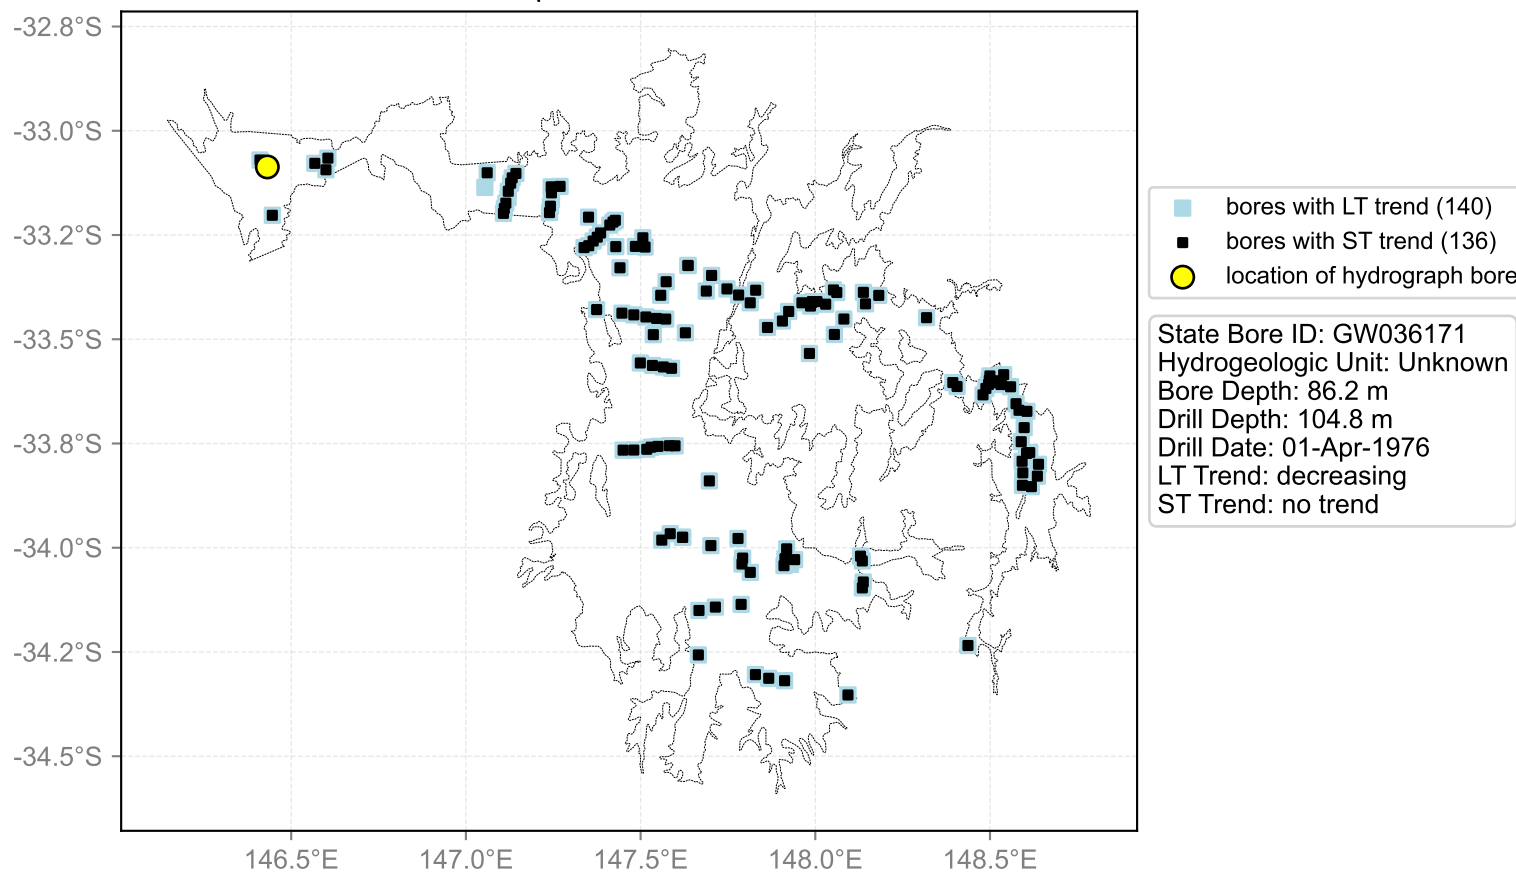 -32.8°S
-33.0°S
-33.2°S
-33.5°S
-33.8°S
-34.0°S
-34.2°S
-34.5°S
146.5°E
147.0°E
147.5°E
148.0°E
148.5°E
bores with LT trend (140)
bores with ST trend (136)
location of hydrograph bore
State Bore ID: GW036171
Hydrogeologic Unit: Unknown
Bore Depth: 86.2 m
Drill Depth: 104.8 m
Drill Date: 01-Apr-1976
LT Trend: decreasing
ST Trend: no trend